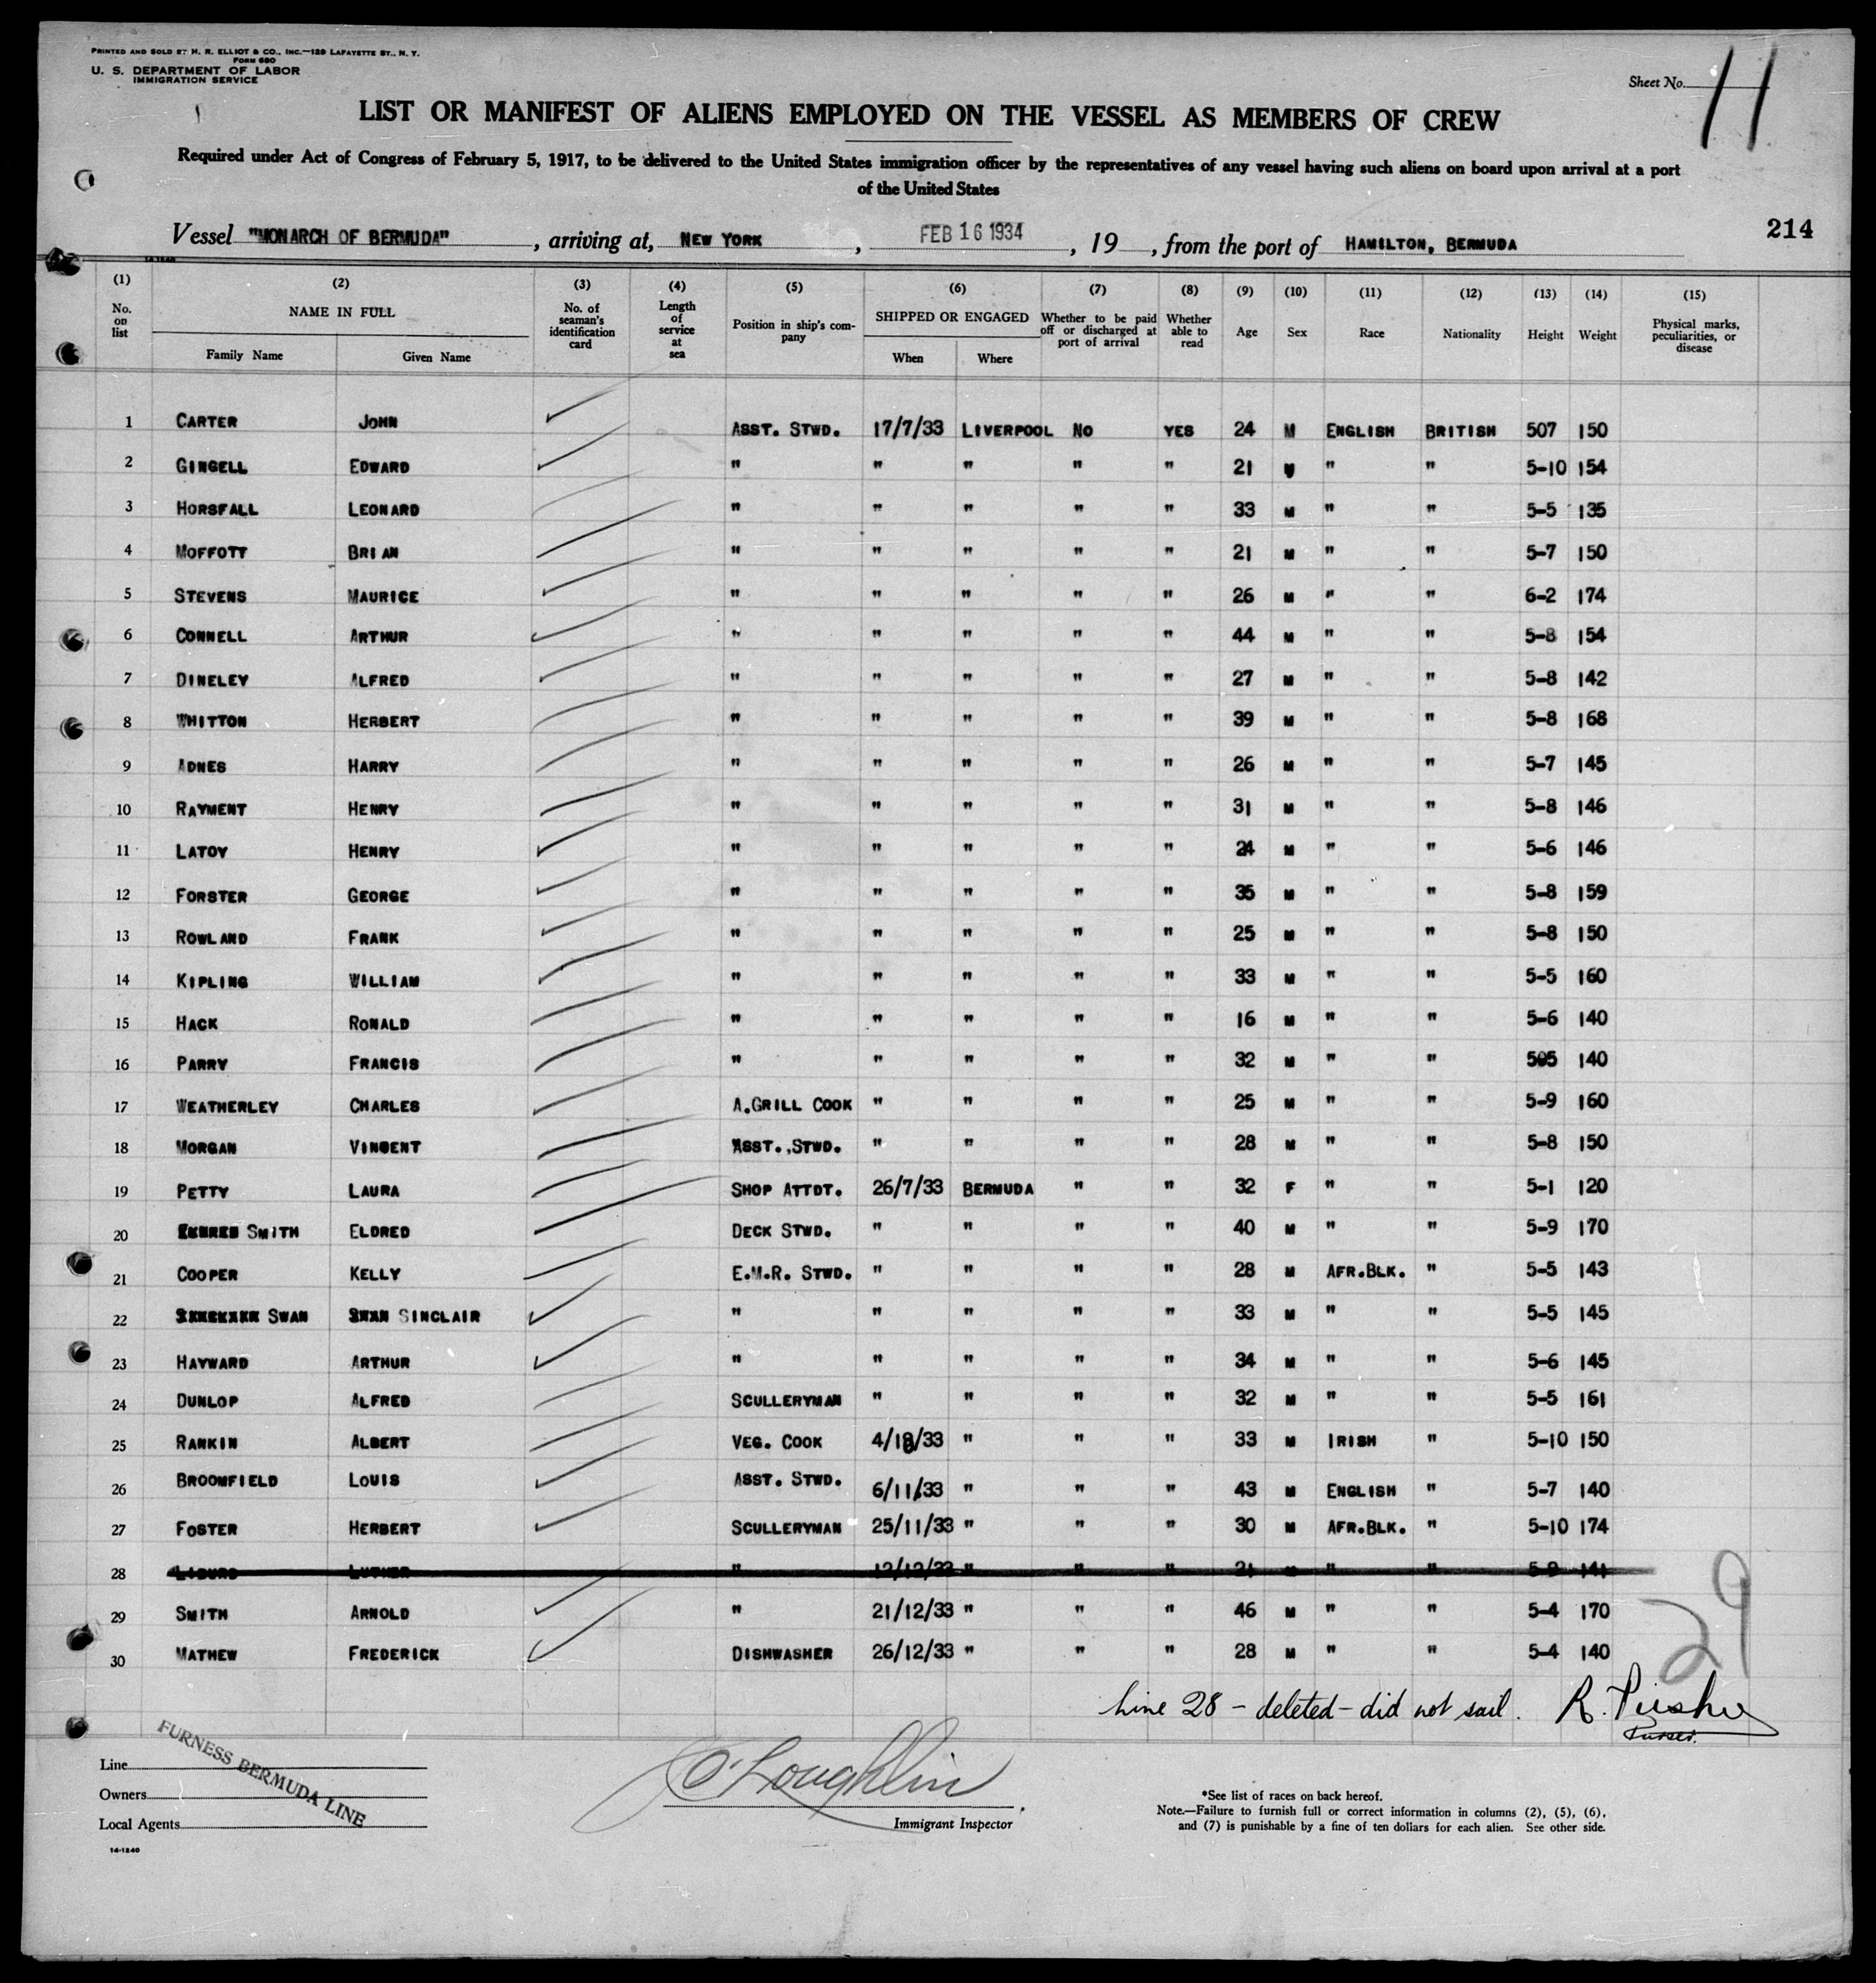 PRINTED AND SOLD BY H. R. ELLIOT & CO., INC.—129 LAFAYETTE ST., N. Y.
FORM 680
U. S. DEPARTMENT OF LABOR
IMMIGRATION SERVICE
Sheet No. 11
LIST OR MANIFEST OF ALIENS EMPLOYED ON THE VESSEL AS MEMBERS OF CREW
Required under Act of Congress of February 5, 1917, to be delivered to the United States immigration officer by the representatives of any vessel having such aliens on board upon arrival at a port
of the United States
Vessel "MONARCH OF BERMUDA", arriving at, NEW YORK, FEB 16 1934, 19 , from the port of HAMILTON, BERMUDA
214
(1) (2) (3) (4) (5) (6) (7) (8) (9) (10) (11) (12) (13) (14) (15)
No. on list NAME IN FULL Family Name Given Name No. of seaman's identification card Length of service at sea Position in ship's company SHIPPED OR ENGAGED When Where Whether to be paid off or discharged at port of arrival Whether able to read Age Sex Race Nationality Height Weight Physical marks, peculiarities, or disease
1 CARTER JOHN ASST. STWD. 17/7/33 LIVERPOOL NO YES 24 M ENGLISH BRITISH 507 150
2 GINGELL EDWARD " " " " " 21 M " " 5-10 154
3 HORSFALL LEONARD " " " " " 33 M " " 5-5 135
4 MOFFOTT BRIAN " " " " " 21 M " " 5-7 150
5 STEVENS MAURICE " " " " " 26 M " " 6-2 174
6 CONNELL ARTHUR " " " " " 44 M " " 5-8 154
7 DINELEY ALFRED " " " " " 27 M " " 5-8 142
8 WHITTON HERBERT " " " " " 39 M " " 5-8 168
9 ADNES HARRY " " " " " 26 M " " 5-7 145
10 RAYMENT HENRY " " " " " 31 M " " 5-8 146
11 LATOY HENRY " " " " " 24 M " " 5-6 146
12 FORSTER GEORGE " " " " " 35 M " " 5-8 159
13 ROWLAND FRANK " " " " " 25 M " " 5-8 150
14 KIPLING WILLIAM " " " " " 33 M " " 5-5 160
15 HACK RONALD " " " " " 16 M " " 5-6 140
16 PARRY FRANCIS " " " " " 32 M " " 505 140
17 WEATHERLEY CHARLES A.GRILL COOK " " " " 25 M " " 5-9 160
18 MORGAN VINCENT ASST.,STWD. " " " " 28 M " " 5-8 150
19 PETTY LAURA SHOP ATTDT. 26/7/33 BERMUDA " " 32 F " " 5-1 120
20 SMITH ELDRED DECK STWD. " " " " 40 M " " 5-9 170
21 COOPER KELLY E.M.R. STWD. " " " " 28 M AFR.BLK. " 5-5 143
22 SWAN SINCLAIR " " " " " 33 M " " 5-5 145
23 HAYWARD ARTHUR " " " " " 34 M " " 5-6 145
24 DUNLOP ALFRED SCULLERYMAN " " " " 32 M " " 5-5 161
25 RANKIN ALBERT VEG. COOK 4/18/33 " " " 33 M IRISH " 5-10 150
26 BROOMFIELD LOUIS ASST. STWD. 6/11/33 " " " 43 M ENGLISH " 5-7 140
27 FOSTER HERBERT SCULLERYMAN 25/11/33 " " " 30 M AFR.BLK. " 5-10 174
28 LUTHER " 12/12/33 " " " 21 M " " 5-9 141
29 SMITH ARNOLD " 21/12/33 " " " 46 M " " 5-4 170
30 MATHEW FREDERICK DISHWASHER 26/12/33 " " " 28 M " " 5-4 140
29
Line 28 – deleted – did not sail. R.
Purser.
Line
Owners
Local Agents
FURNESS BERMUDA LINE
O'Loughlin
Immigrant Inspector
*See list of races on back hereof.
Note.—Failure to furnish full or correct information in columns (2), (5), (6),
and (7) is punishable by a fine of ten dollars for each alien. See other side.
14-1240